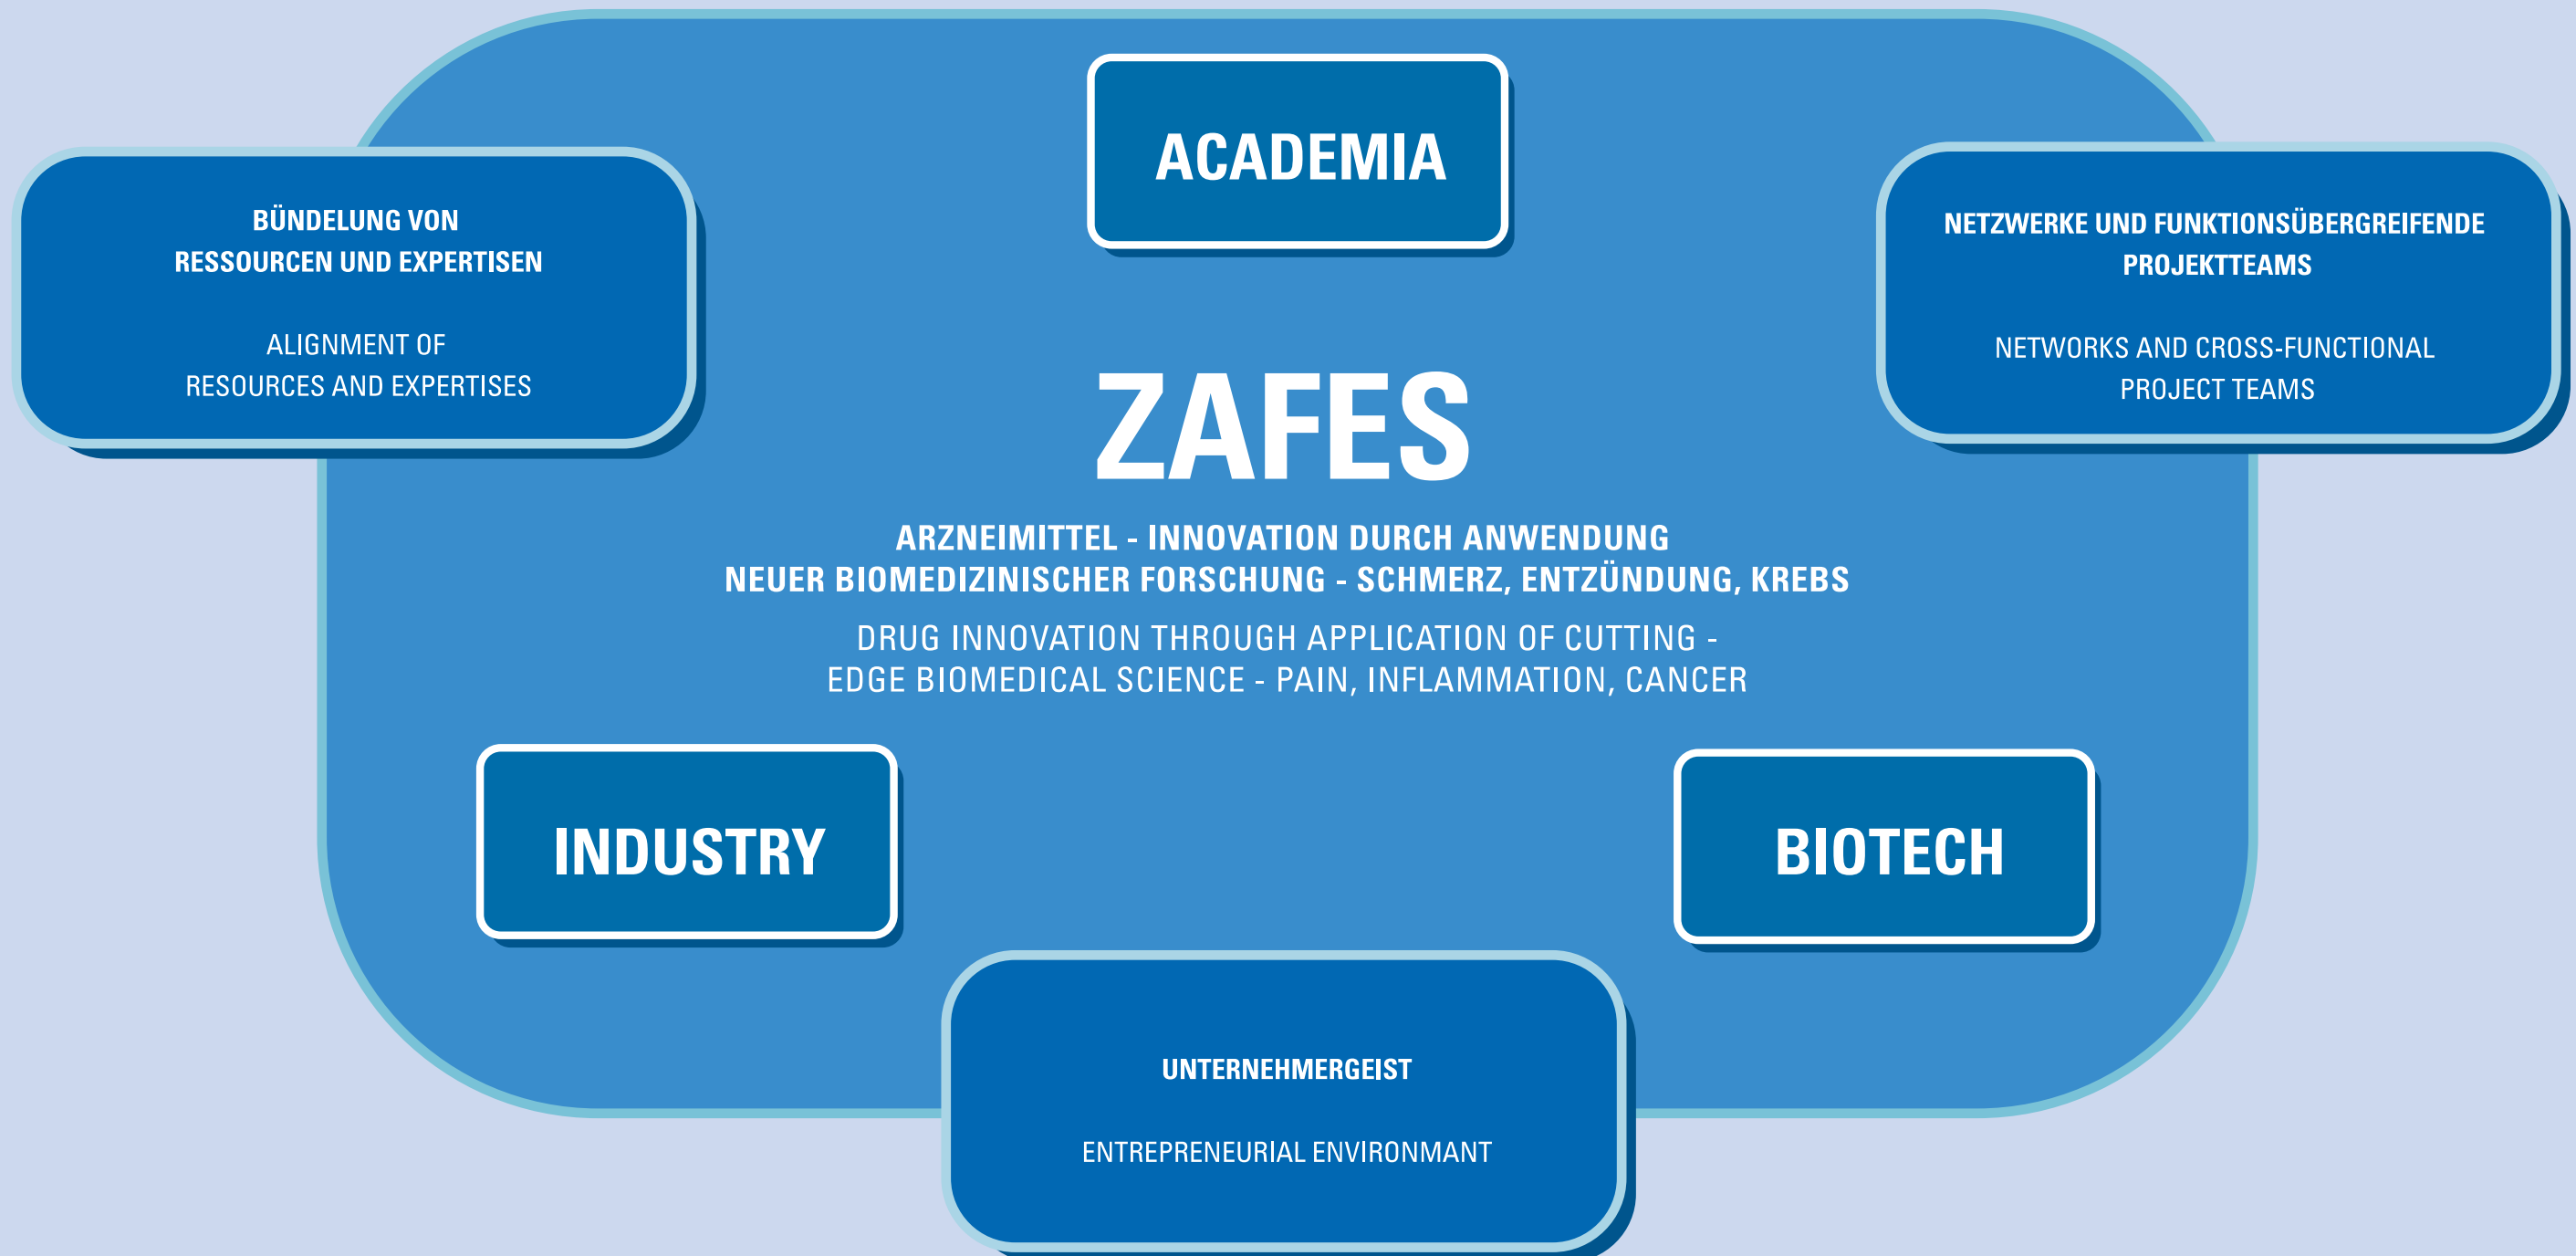 ACADEMIA
BÜNDELUNG VON
RESSOURCEN UND EXPERTISEN
ALIGNMENT OF
RESOURCES AND EXPERTISES
NETZWERKE UND FUNKTIONSÜBERGREIFENDE
PROJEKTTEAMS
NETWORKS AND CROSS-FUNCTIONAL
PROJECT TEAMS
ZAFES
ARZNEIMITTEL - INNOVATION DURCH ANWENDUNG
NEUER BIOMEDIZINISCHER FORSCHUNG - SCHMERZ, ENTZÜNDUNG, KREBS
DRUG INNOVATION THROUGH APPLICATION OF CUTTING -
EDGE BIOMEDICAL SCIENCE - PAIN, INFLAMMATION, CANCER
INDUSTRY
BIOTECH
UNTERNEHMERGEIST
ENTREPRENEURIAL ENVIRONMANT